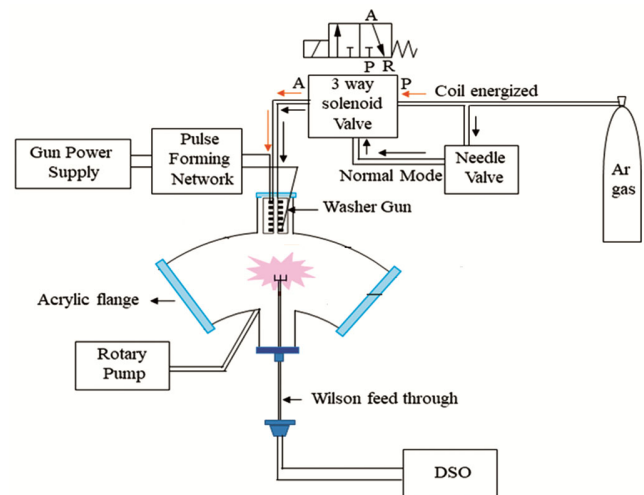 A
P R
A
3 way
solenoid
Valve
P
Coil energized
Gun Power
Supply
Pulse
Forming
Network
Normal Mode
Needle
Valve
Ar
gas
Washer Gun
Acrylic flange
Rotary
Pump
Wilson feed through
DSO